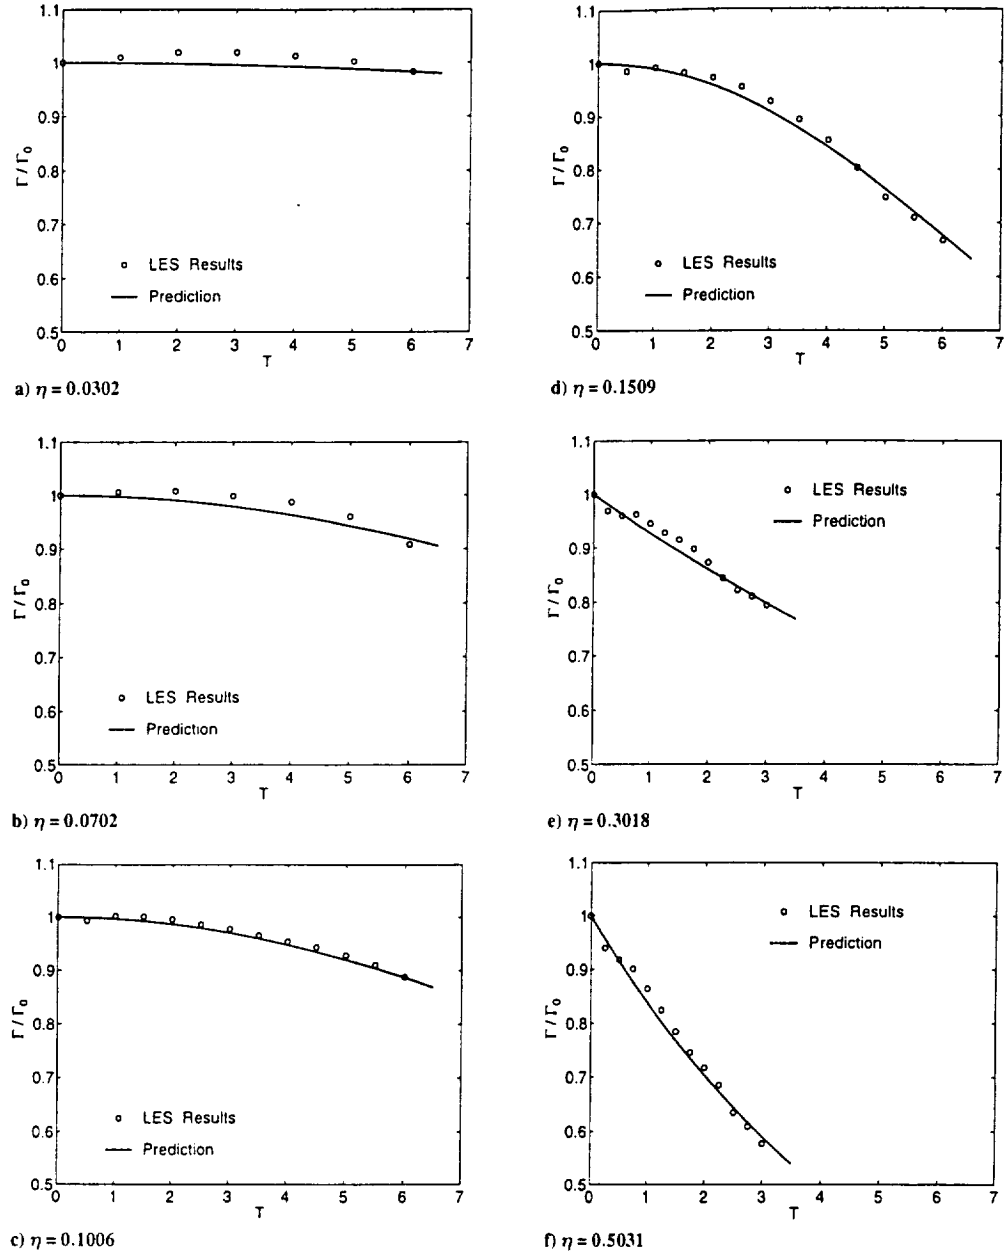 1.1
1
0.9
0.8
0.7
0.6
0.5
Γ / Γ₀
LES Results
Prediction
0 1 2 3 4 5 6 7
T
a) η = 0.0302
1.1
1
0.9
0.8
0.7
0.6
0.5
Γ / Γ₀
LES Results
Prediction
0 1 2 3 4 5 6 7
T
b) η = 0.0702
1.1
1
0.9
0.8
0.7
0.6
0.5
Γ / Γ₀
LES Results
Prediction
0 1 2 3 4 5 6 7
T
c) η = 0.1006
1.1
1
0.9
0.8
0.7
0.6
0.5
Γ / Γ₀
LES Results
Prediction
0 1 2 3 4 5 6 7
T
d) η = 0.1509
1.1
1
0.9
0.8
0.7
0.6
0.5
Γ / Γ₀
LES Results
Prediction
0 1 2 3 4 5 6 7
T
e) η = 0.3018
1.1
1
0.9
0.8
0.7
0.6
0.5
Γ / Γ₀
LES Results
Prediction
0 1 2 3 4 5 6 7
T
f) η = 0.5031